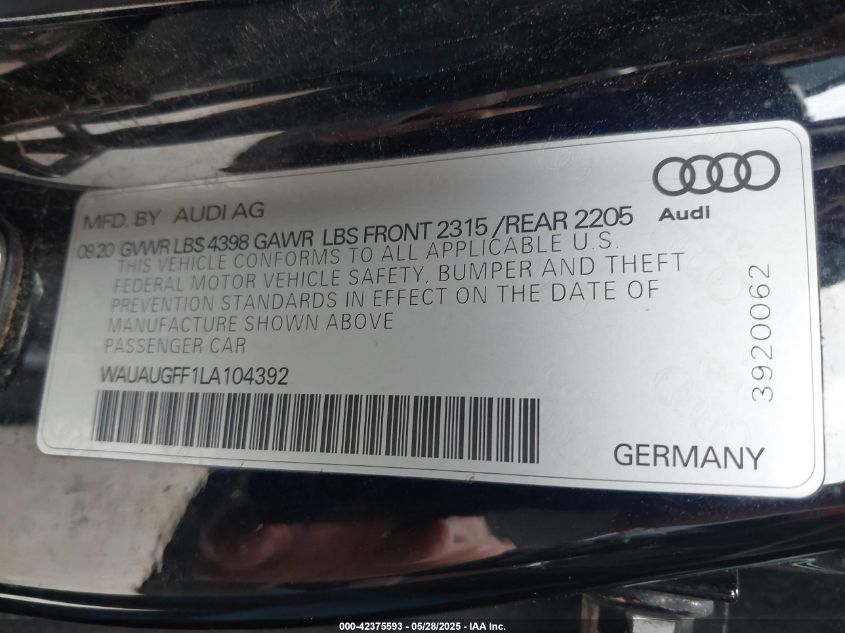 MFD. BY AUDI AG
09.20 GVWR LBS 4398 GAWR LBS FRONT 2315 /REAR 2205
THIS VEHICLE CONFORMS TO ALL APPLICABLE U.S.
FEDERAL MOTOR VEHICLE SAFETY, BUMPER AND THEFT
PREVENTION STANDARDS IN EFFECT ON THE DATE OF
MANUFACTURE SHOWN ABOVE
PASSENGER CAR
WAUAUGFF1LA104392
Audi
3920062
GERMANY
000-42375593 - 05/28/2025 - IAA Inc.